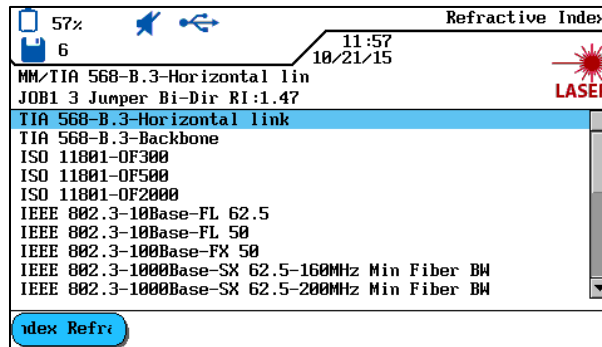 57%
Refractive Index
6
11:57
10/21/15
MM/TIA 568-B.3-Horizontal lin
JOB1 3 Jumper Bi-Dir RI:1.47
LASER
TIA 568-B.3-Horizontal link
TIA 568-B.3-Backbone
ISO 11801-OF300
ISO 11801-OF500
ISO 11801-OF2000
IEEE 802.3-10Base-FL 62.5
IEEE 802.3-10Base-FL 50
IEEE 802.3-100Base-FX 50
IEEE 802.3-1000Base-SX 62.5-160MHz Min Fiber BW
IEEE 802.3-1000Base-SX 62.5-200MHz Min Fiber BW
ndex Refra